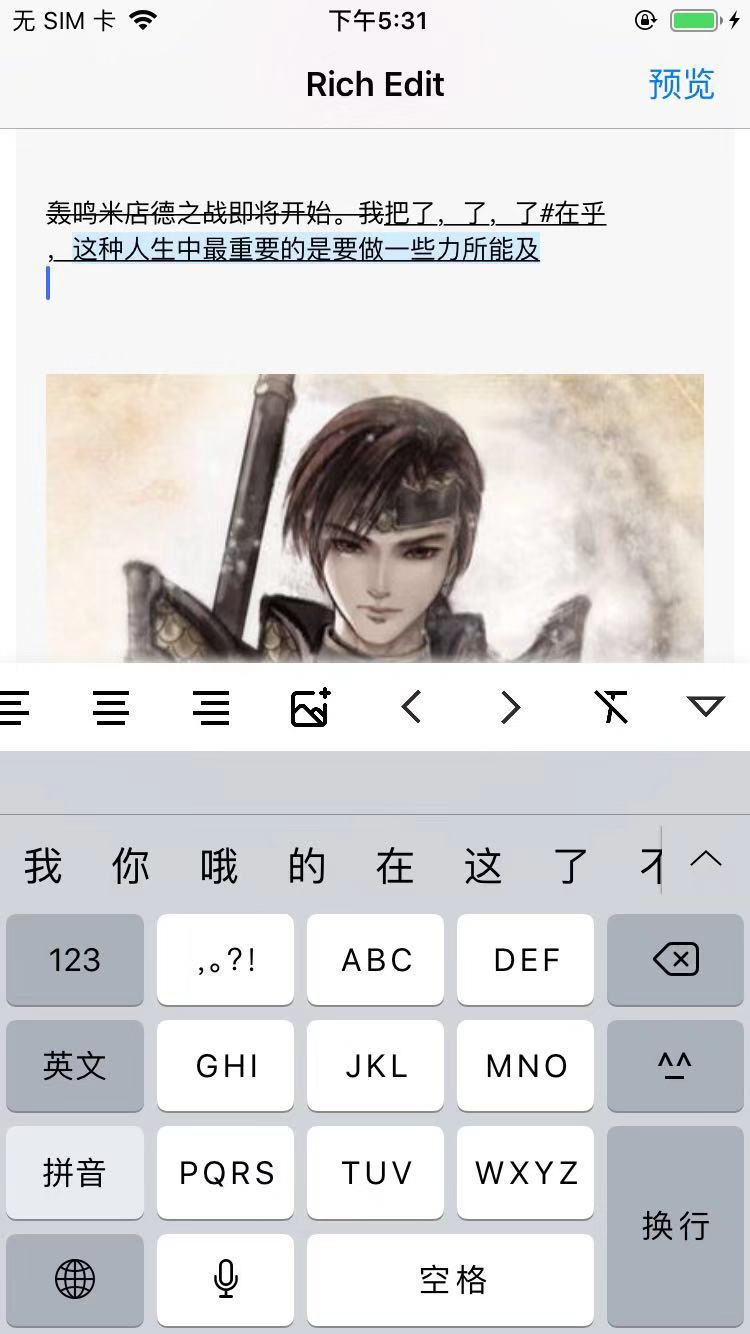 无 SIM 卡
下午5:31
Rich Edit
预览
轰鸣米店德之战即将开始。我把了，了，了#在乎
，这种人生中最重要的是要做一些力所能及
我 你 哦 的 在 这 了
123
,。?!
ABC
DEF
英文
GHI
JKL
MNO
^^
拼音
PQRS
TUV
WXYZ
换行
空格